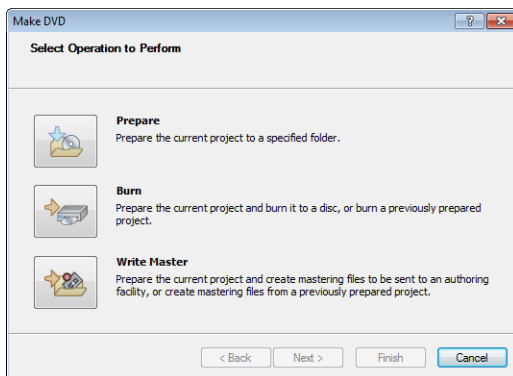 Make DVD
Select Operation to Perform
Prepare
Prepare the current project to a specified folder.
Burn
Prepare the current project and burn it to a disc, or burn a previously prepared
project.
Write Master
Prepare the current project and create mastering files to be sent to an authoring
facility, or create mastering files from a previously prepared project.
< Back Next > Finish Cancel